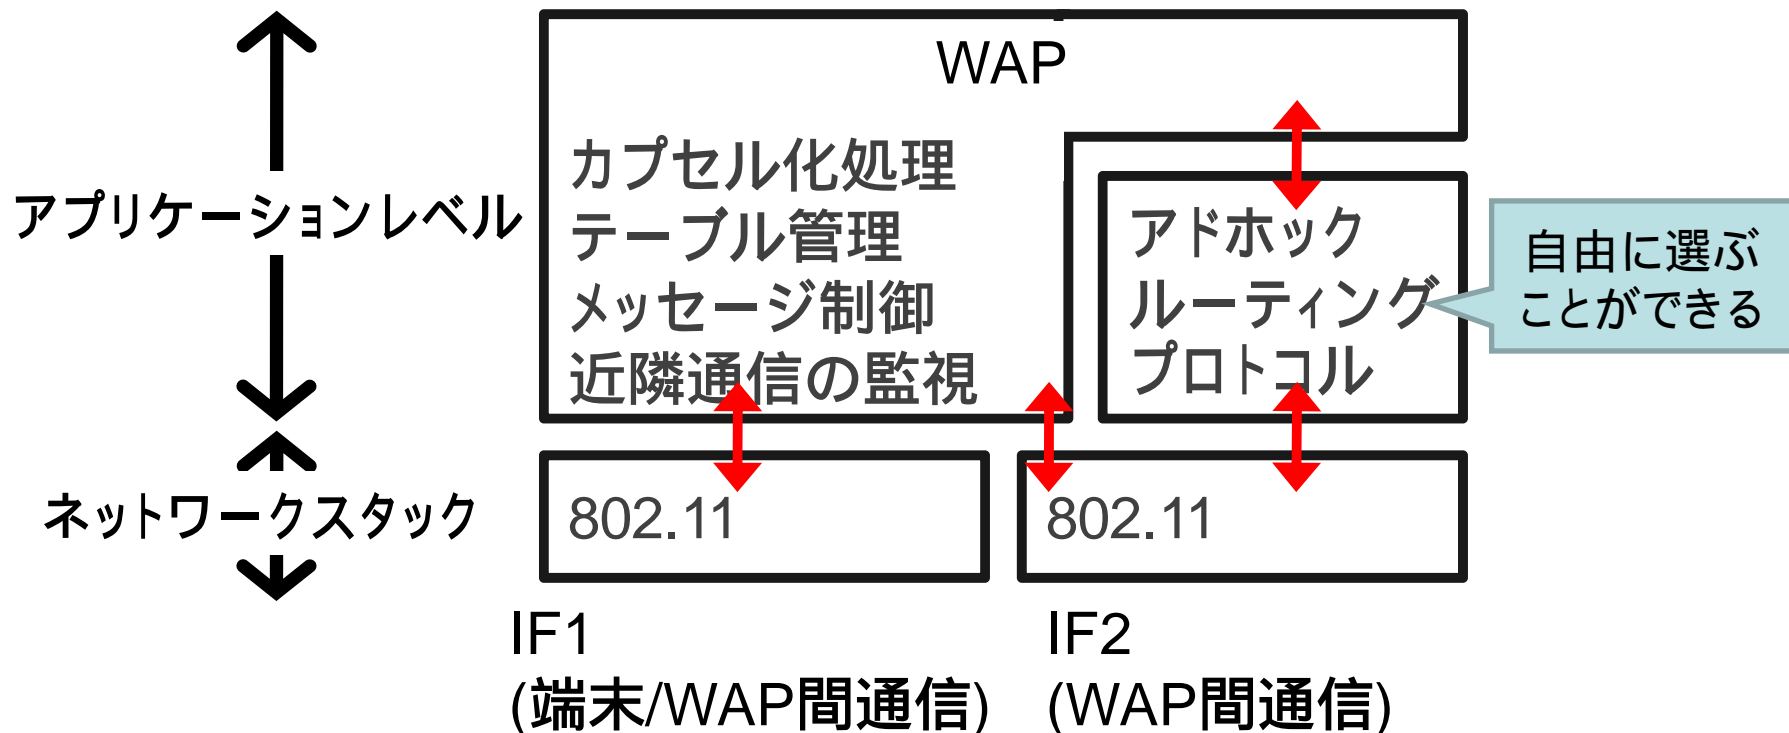 WAP
カプセル化処理
テーブル管理
メッセージ制御
近隣通信の監視
アプリケーションレベル
アドホック
ルーティング
プロトコル
自由に選ぶ
ことができる
ネットワークスタック
802.11
802.11
IF1
(端末/WAP間通信)
IF2
(WAP間通信)